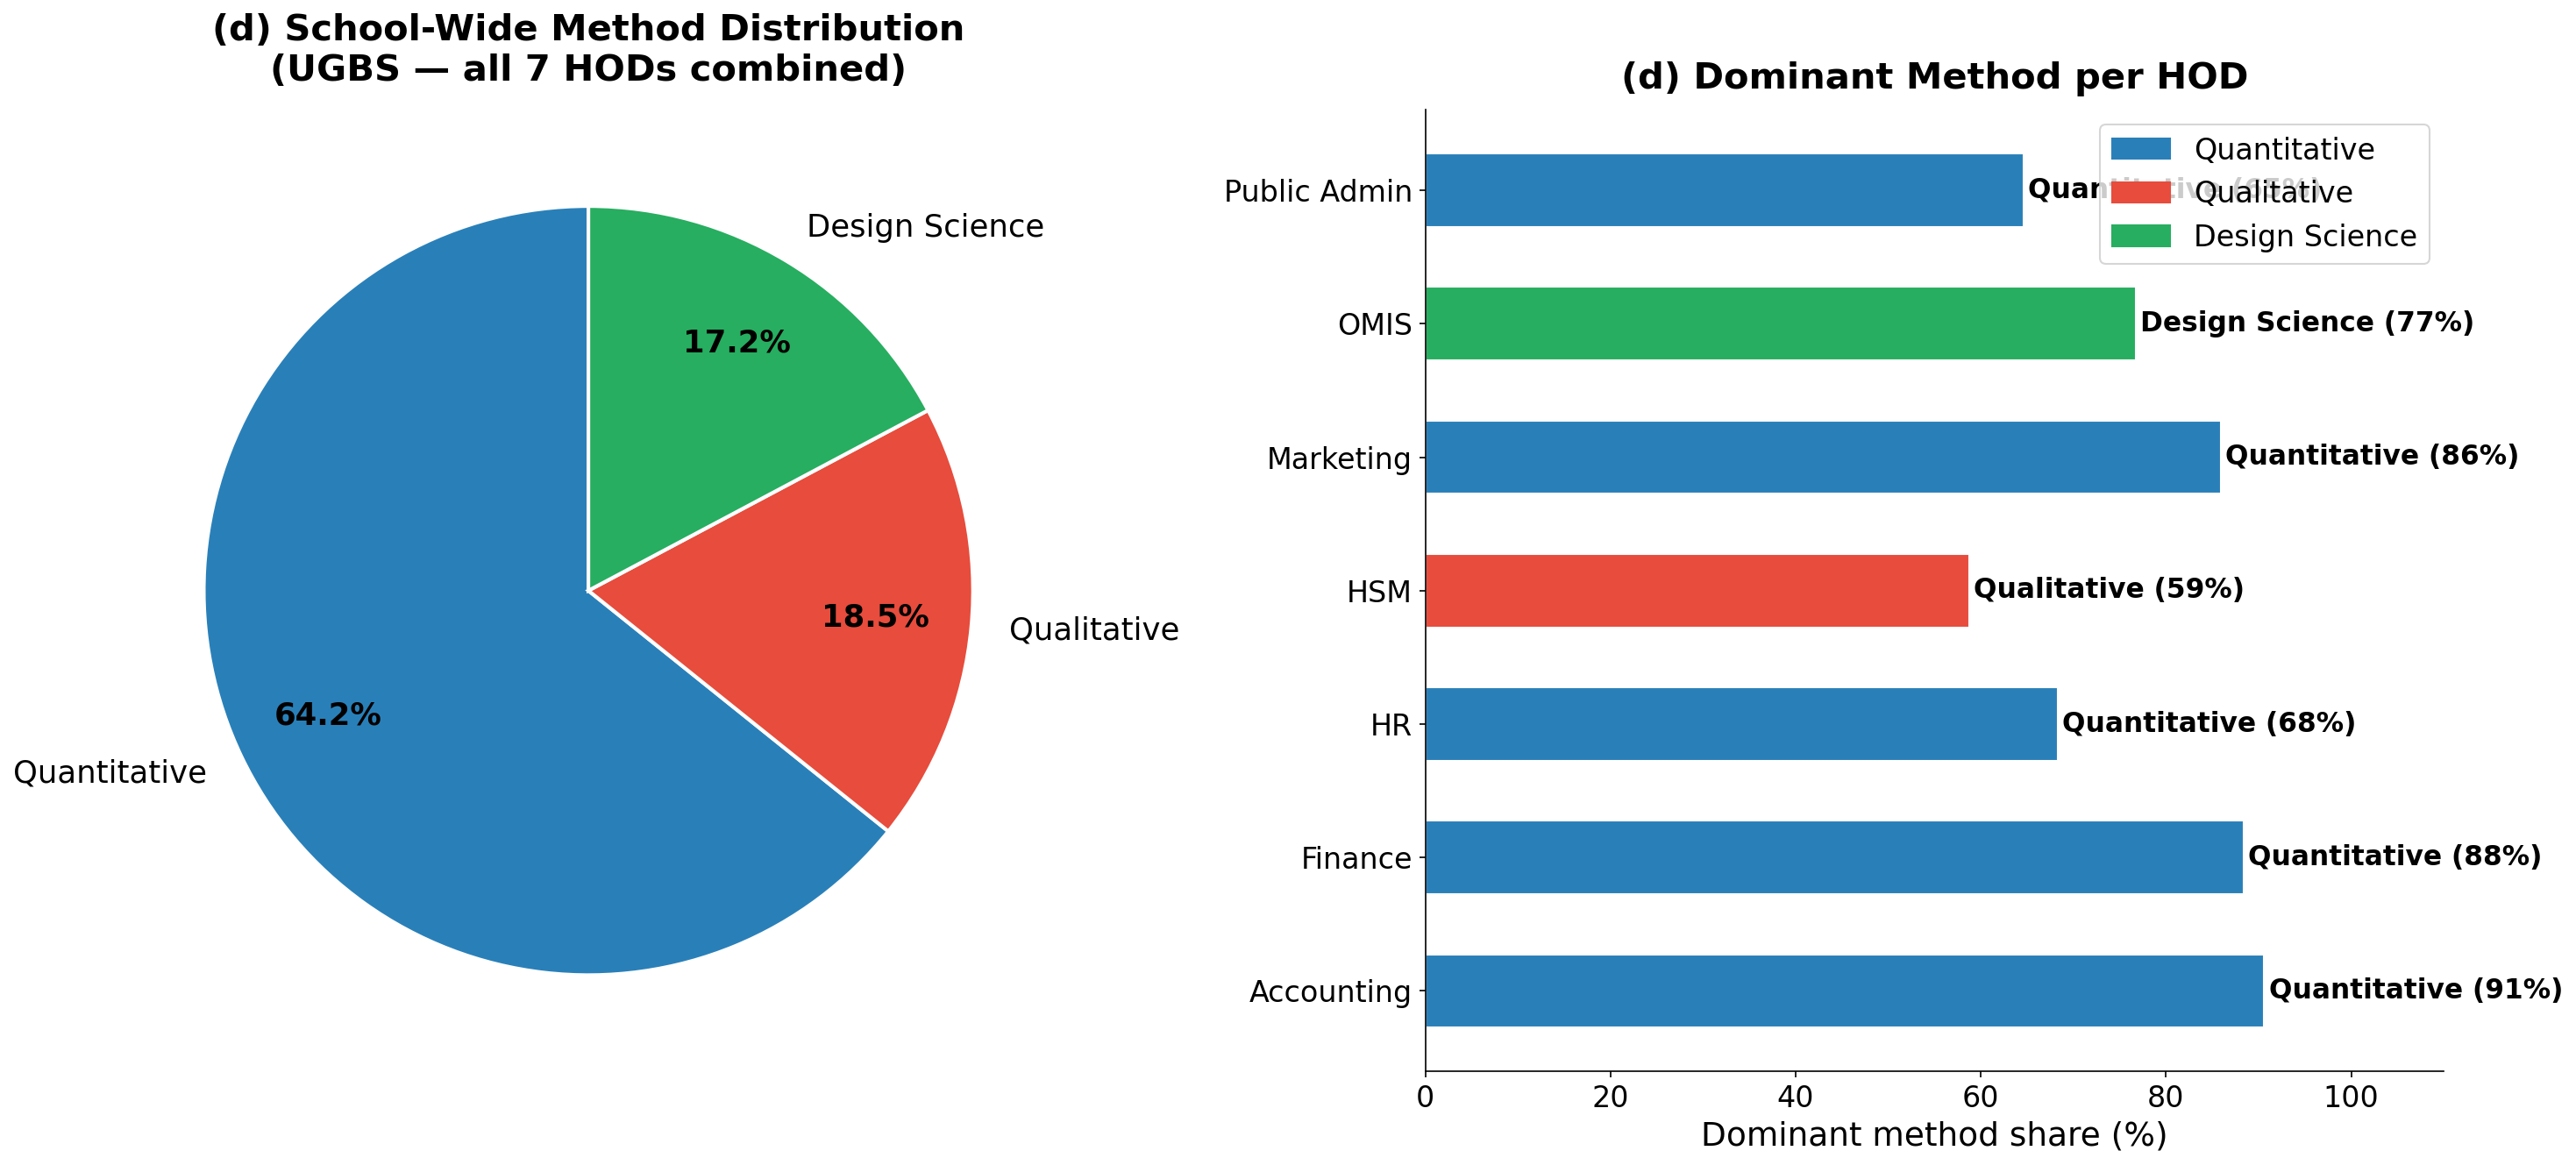 (d) School-Wide Method Distribution
(UGBS — all 7 HODs combined)
Design Science
17.2%
18.5%
Qualitative
64.2%
Quantitative
(d) Dominant Method per HOD
Quantitative
Qualitative
Design Science
Public Admin
Quantitative (65%)
OMIS
Design Science (77%)
Marketing
Quantitative (86%)
HSM
Qualitative (59%)
HR
Quantitative (68%)
Finance
Quantitative (88%)
Accounting
Quantitative (91%)
0 20 40 60 80 100
Dominant method share (%)